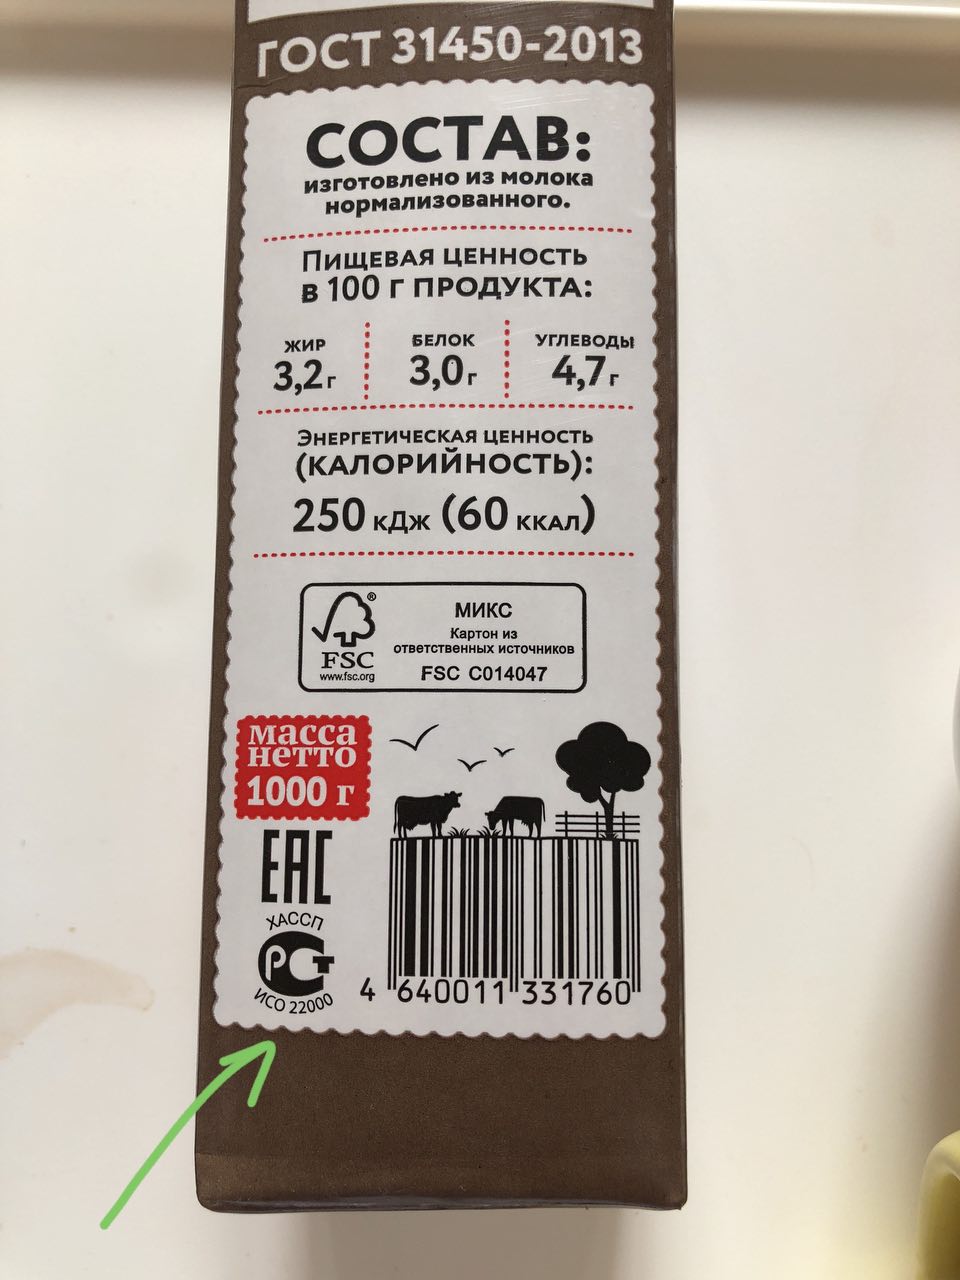 ГОСТ 31450-2013
СОСТАВ:
изготовлено из молока
нормализованного.
Пищевая ценность
в 100 г продукта:
ЖИР
3,2 г
БЕЛОК
3,0 г
УГЛЕВОДЫ
4,7 г
Энергетическая ценность
(калорийность):
250 кДж (60 ккал)
®
FSC
www.fsc.org
МИКС
Картон из
ответственных источников
FSC C014047
масса
нетто
1000 г
ЕАС
ХАССП
РСТ
ИСО 22000
4 640011 331760